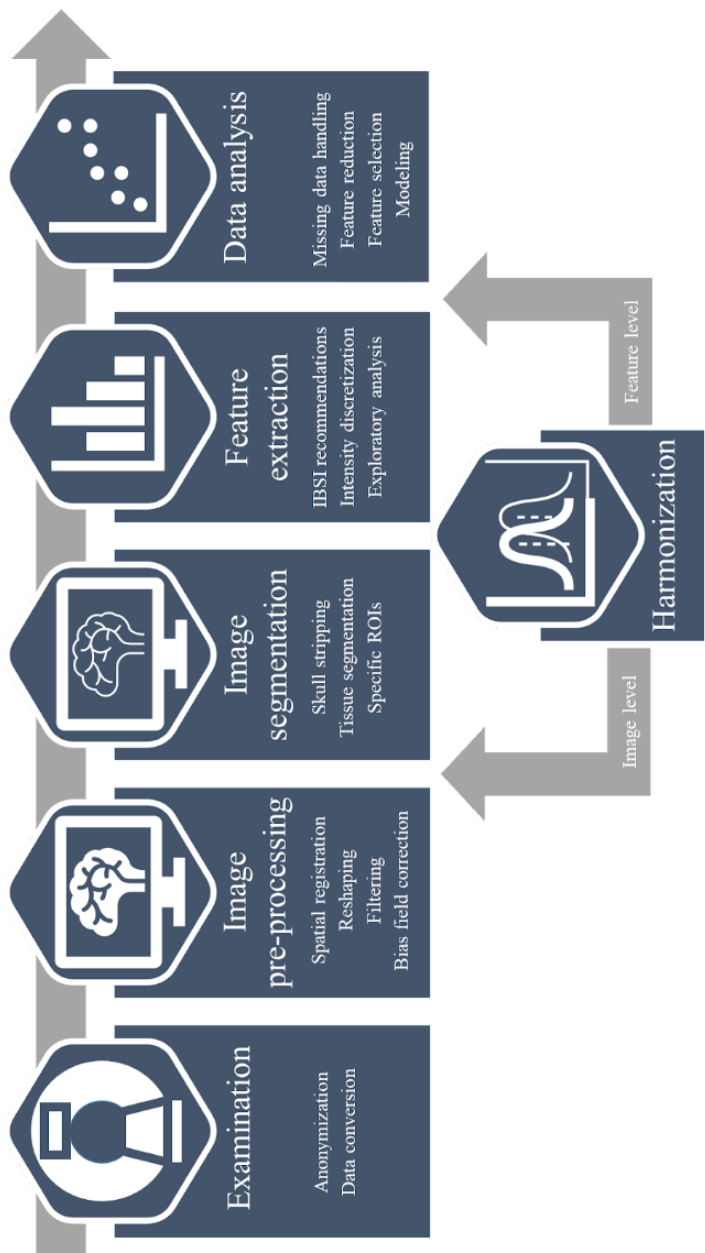 Examination
Anonymization
Data conversion
Image
pre-processing
Spatial registration
Reshaping
Filtering
Bias field correction
Image
segmentation
Skull stripping
Tissue segmentation
Specific ROIs
Feature
extraction
IBSI recommendations
Intensity discretization
Exploratory analysis
Data analysis
Missing data handling
Feature reduction
Feature selection
Modeling
Image level
Harmonization
Feature level